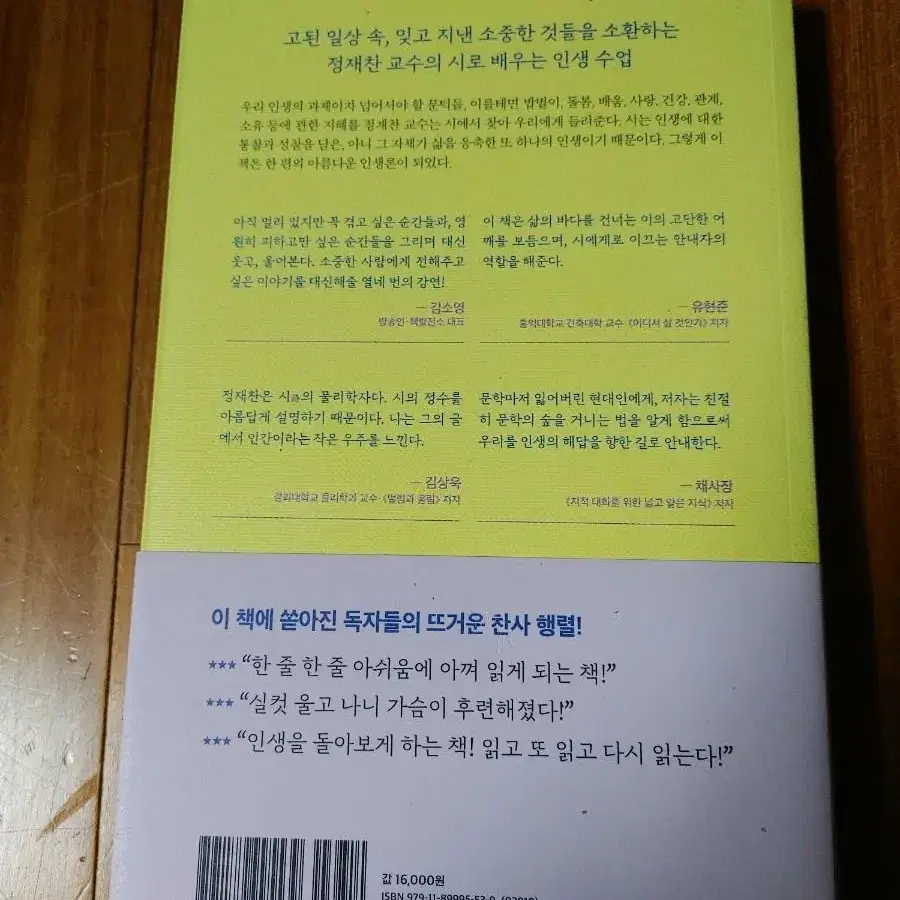 고된 일상 속, 잊고 지낸 소중한 것들을 소환하는
정재찬 교수의 시로 배우는 인생 수업
우리 인생의 과제이자 넘어서야 할 문턱들, 이를테면 밥벌이, 돌봄, 배움, 사랑, 건강, 관계,
소유 등에 관한 지혜를 정재찬 교수는 시에서 찾아 우리에게 들려준다. 시는 인생에 대한
통찰과 성찰을 담은, 아니 그 자체가 삶을 응축한 또 하나의 인생이기 때문이다. 그렇게 이
책은 한 편의 아름다운 인생론이 되었다.
아직 멀리 있지만 꼭 겪고 싶은 순간들과, 영
원히 피하고만 싶은 순간들을 그리며 대신
웃고, 울어본다. 소중한 사람에게 전해주고
싶은 이야기를 대신해줄 열네 번의 강연!
— 김소영
방송인·책발전소 대표
이 책은 삶의 바다를 건너는 이의 고단한 어
깨를 보듬으며, 시에게로 이끄는 안내자의
역할을 해준다.
— 유현준
홍익대학교 건축대학 교수·《어디서 살 것인가》 저자
정재찬은 시詩의 물리학자다. 시의 정수를
아름답게 설명하기 때문이다. 나는 그의 글
에서 인간이라는 작은 우주를 느낀다.
— 김상욱
경희대학교 물리학과 교수·《떨림과 울림》 저자
문학마저 잃어버린 현대인에게, 저자는 친절
히 문학의 숲을 거니는 법을 알게 함으로써
우리를 인생의 해답을 향한 길로 안내한다.
— 채사장
《지적 대화를 위한 넓고 얕은 지식》 저자
이 책에 쏟아진 독자들의 뜨거운 찬사 행렬!
★★★ “한 줄 한 줄 아쉬움에 아껴 읽게 되는 책!”
★★★ “실컷 울고 나니 가슴이 후련해졌다!”
★★★ “인생을 돌아보게 하는 책! 읽고 또 읽고 다시 읽는다!”
값 16,000원
ISBN 979-11-89995-53-9